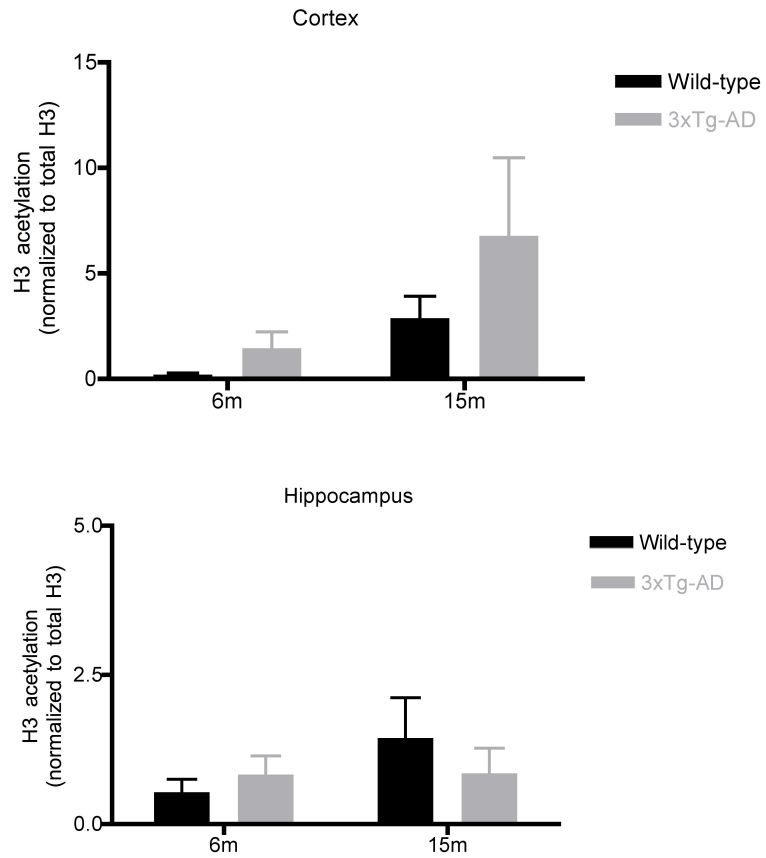 Cortex
15
10
5
0
H3 acetylation
(normalized to total H3)
6m
15m
Wild-type
3xTg-AD
Hippocampus
5.0
2.5
0.0
H3 acetylation
(normalized to total H3)
6m
15m
Wild-type
3xTg-AD